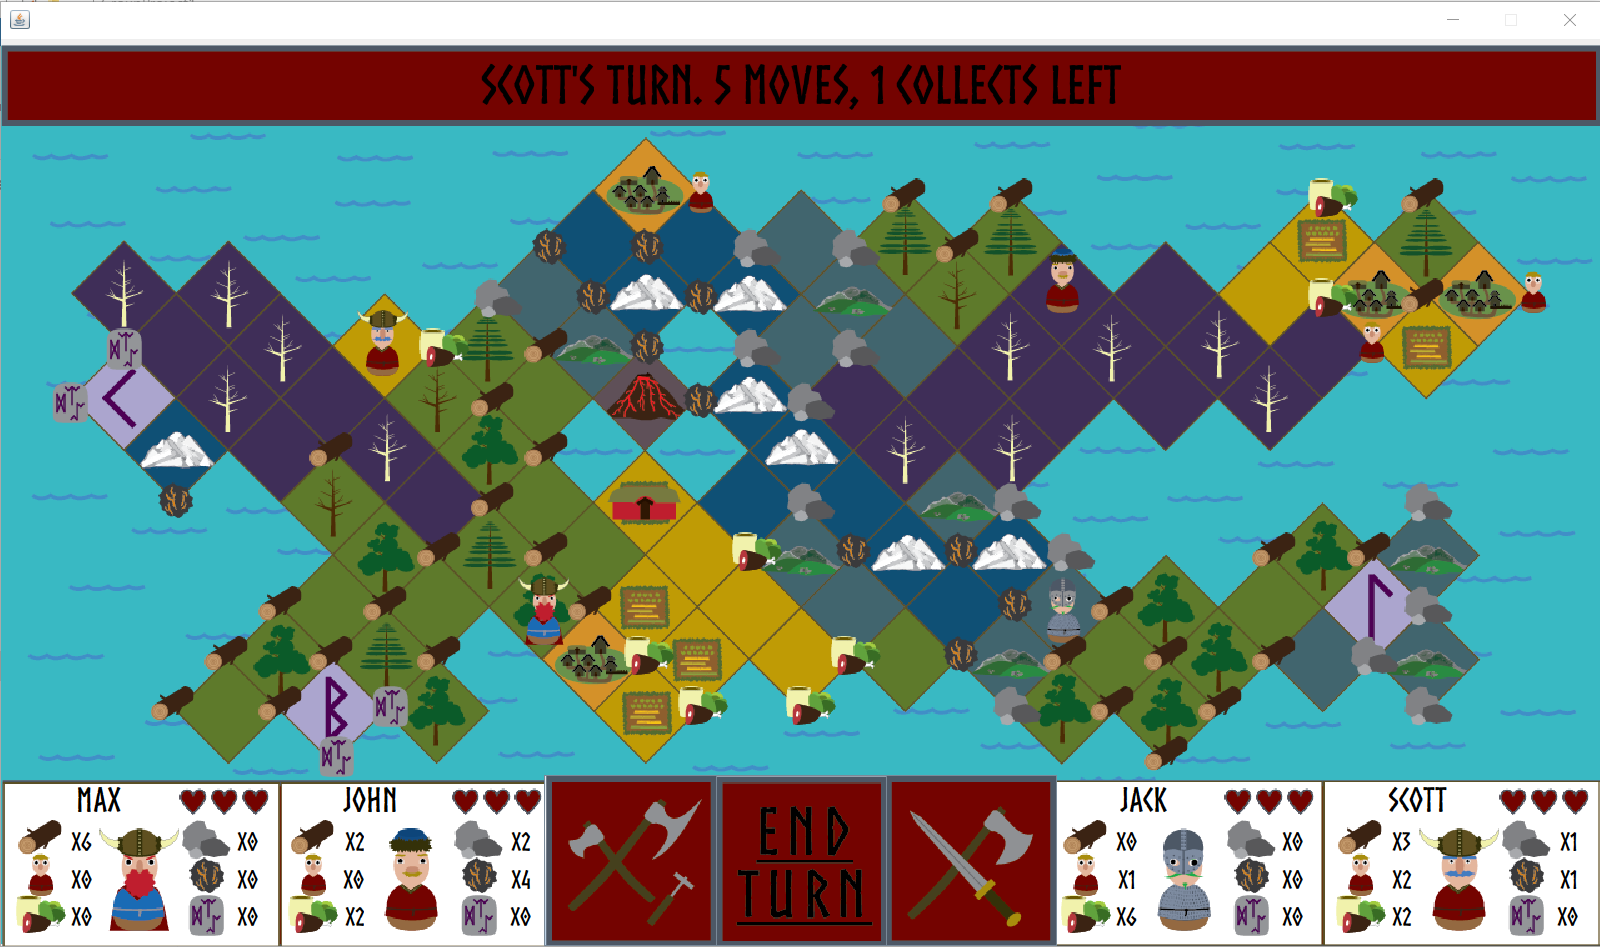 SCOTT'S TURN. 5 MOVES, 1 COLLECTS LEFT
ᚲ
ᛒ
ᛚ
MAX
X6 X0
X0 X0
X0 X0
JOHN
X2 X2
X0 X4
X2 X0
END
TURN
JACK
X0 X0
X1 X0
X6 X0
SCOTT
X3 X1
X2 X1
X2 X0